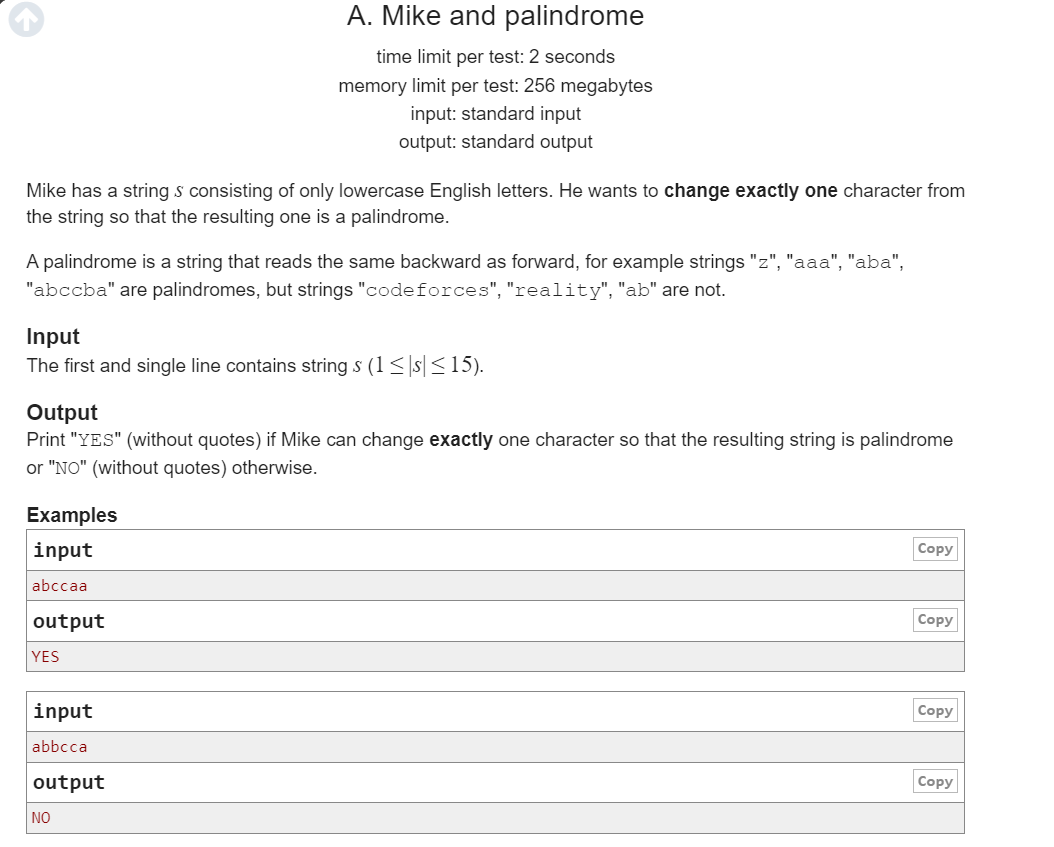 A. Mike and palindrome
time limit per test: 2 seconds
memory limit per test: 256 megabytes
input: standard input
output: standard output
Mike has a string s consisting of only lowercase English letters. He wants to change exactly one character from
the string so that the resulting one is a palindrome.
A palindrome is a string that reads the same backward as forward, for example strings "z", "aaa", "aba",
"abccba" are palindromes, but strings "codeforces", "reality", "ab" are not.
Input
The first and single line contains string s (1 ≤ |s| ≤ 15).
Output
Print "YES" (without quotes) if Mike can change exactly one character so that the resulting string is palindrome
or "NO" (without quotes) otherwise.
Examples
input Copy
abccaa
output Copy
YES
input Copy
abbcca
output Copy
NO